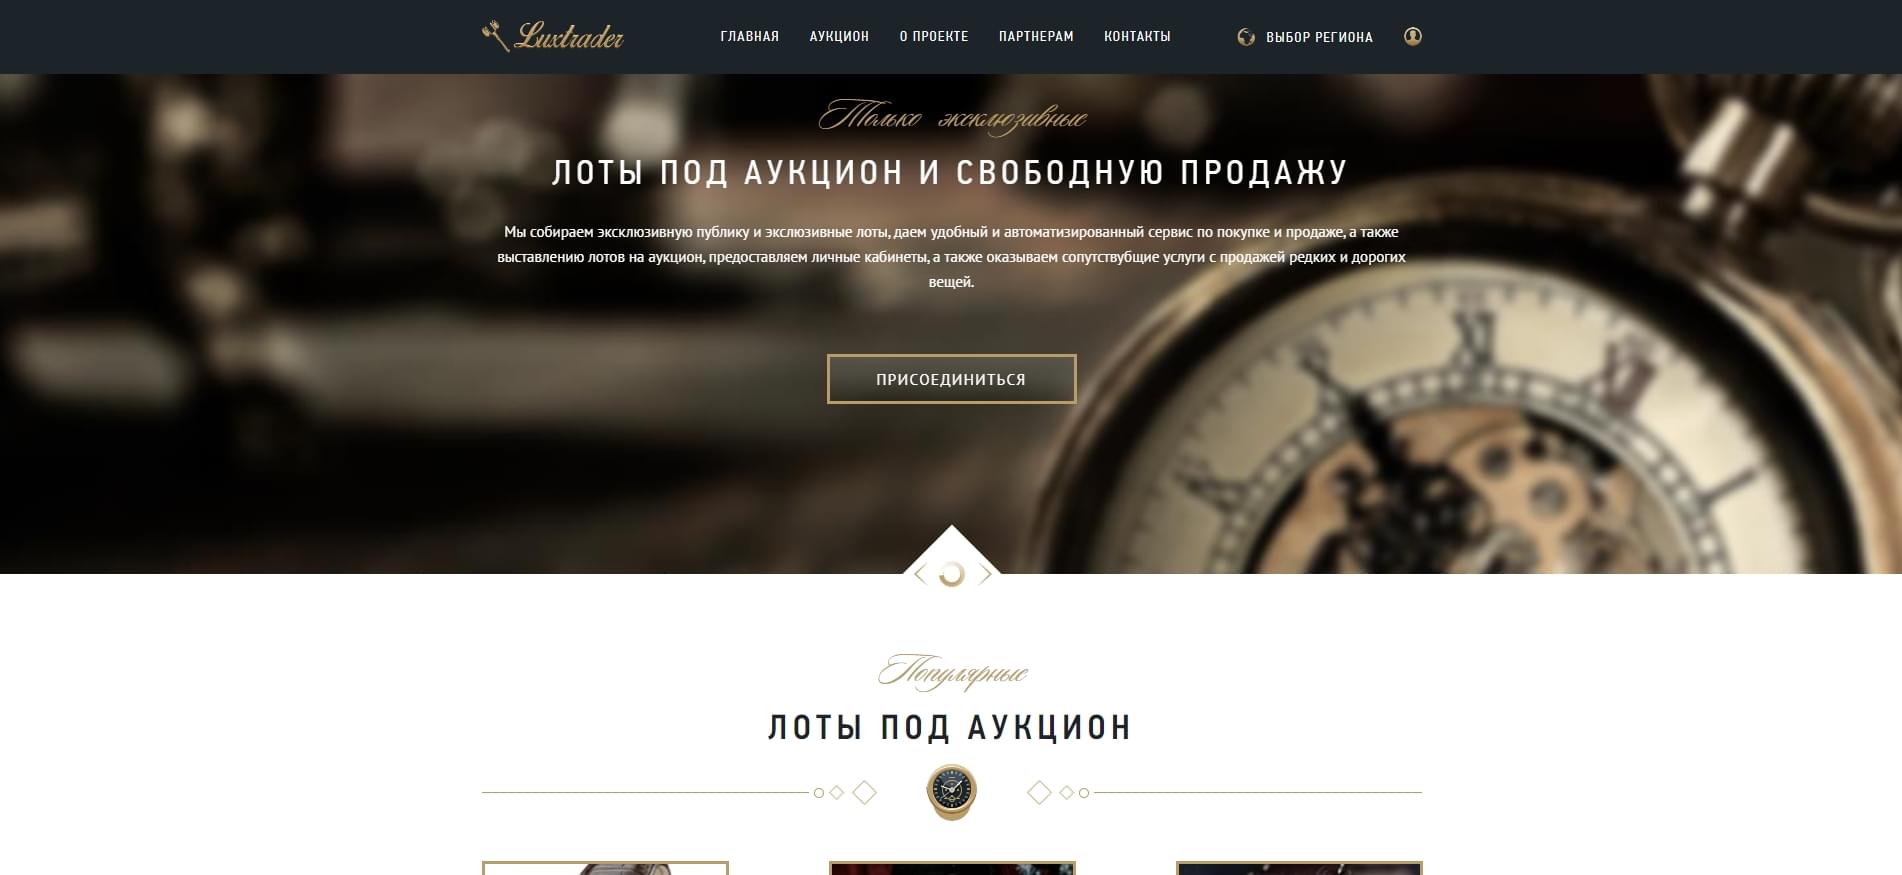 Luxtrader
ГЛАВНАЯ АУКЦИОН О ПРОЕКТЕ ПАРТНЕРАМ КОНТАКТЫ ВЫБОР РЕГИОНА
Только эксклюзивные
ЛОТЫ ПОД АУКЦИОН И СВОБОДНУЮ ПРОДАЖУ
Мы собираем эксклюзивную публику и экслюзивные лоты, даем удобный и автоматизированный сервис по покупке и продаже, а также
выставлению лотов на аукцион, предоставляем личные кабинеты, а также оказываем сопутствубщие услуги с продажей редких и дорогих
вещей.
ПРИСОЕДИНИТЬСЯ
Популярные
ЛОТЫ ПОД АУКЦИОН